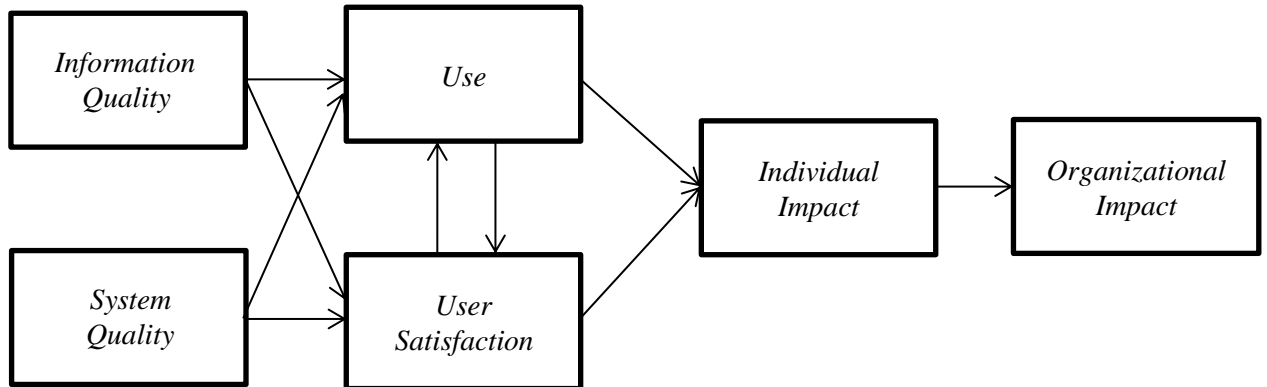 Information
Quality
Use
Individual
Impact
Organizational
Impact
System
Quality
User
Satisfaction